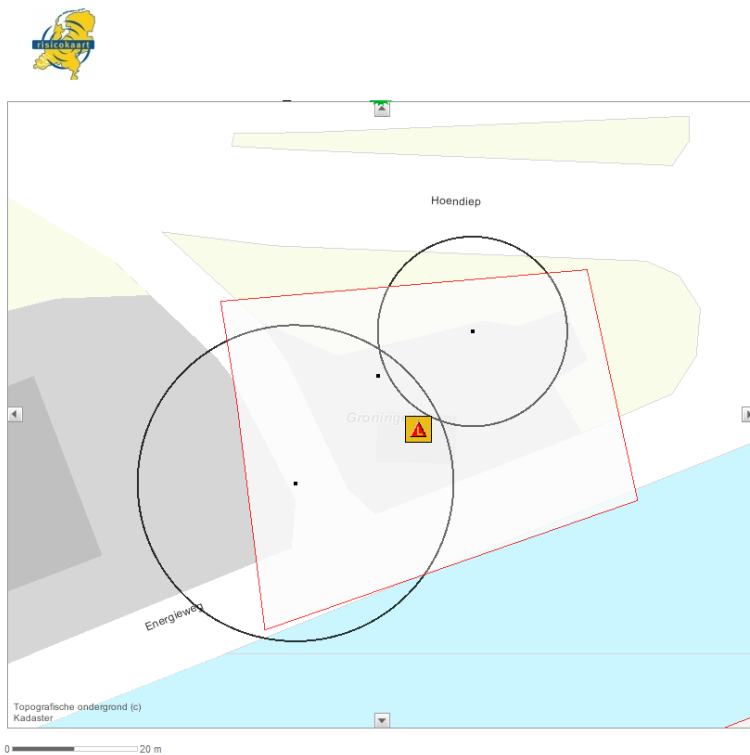 risicokaart
Hoendiep
Groningen
Energieweg
Topografische ondergrond (c)
Kadaster
0 20 m